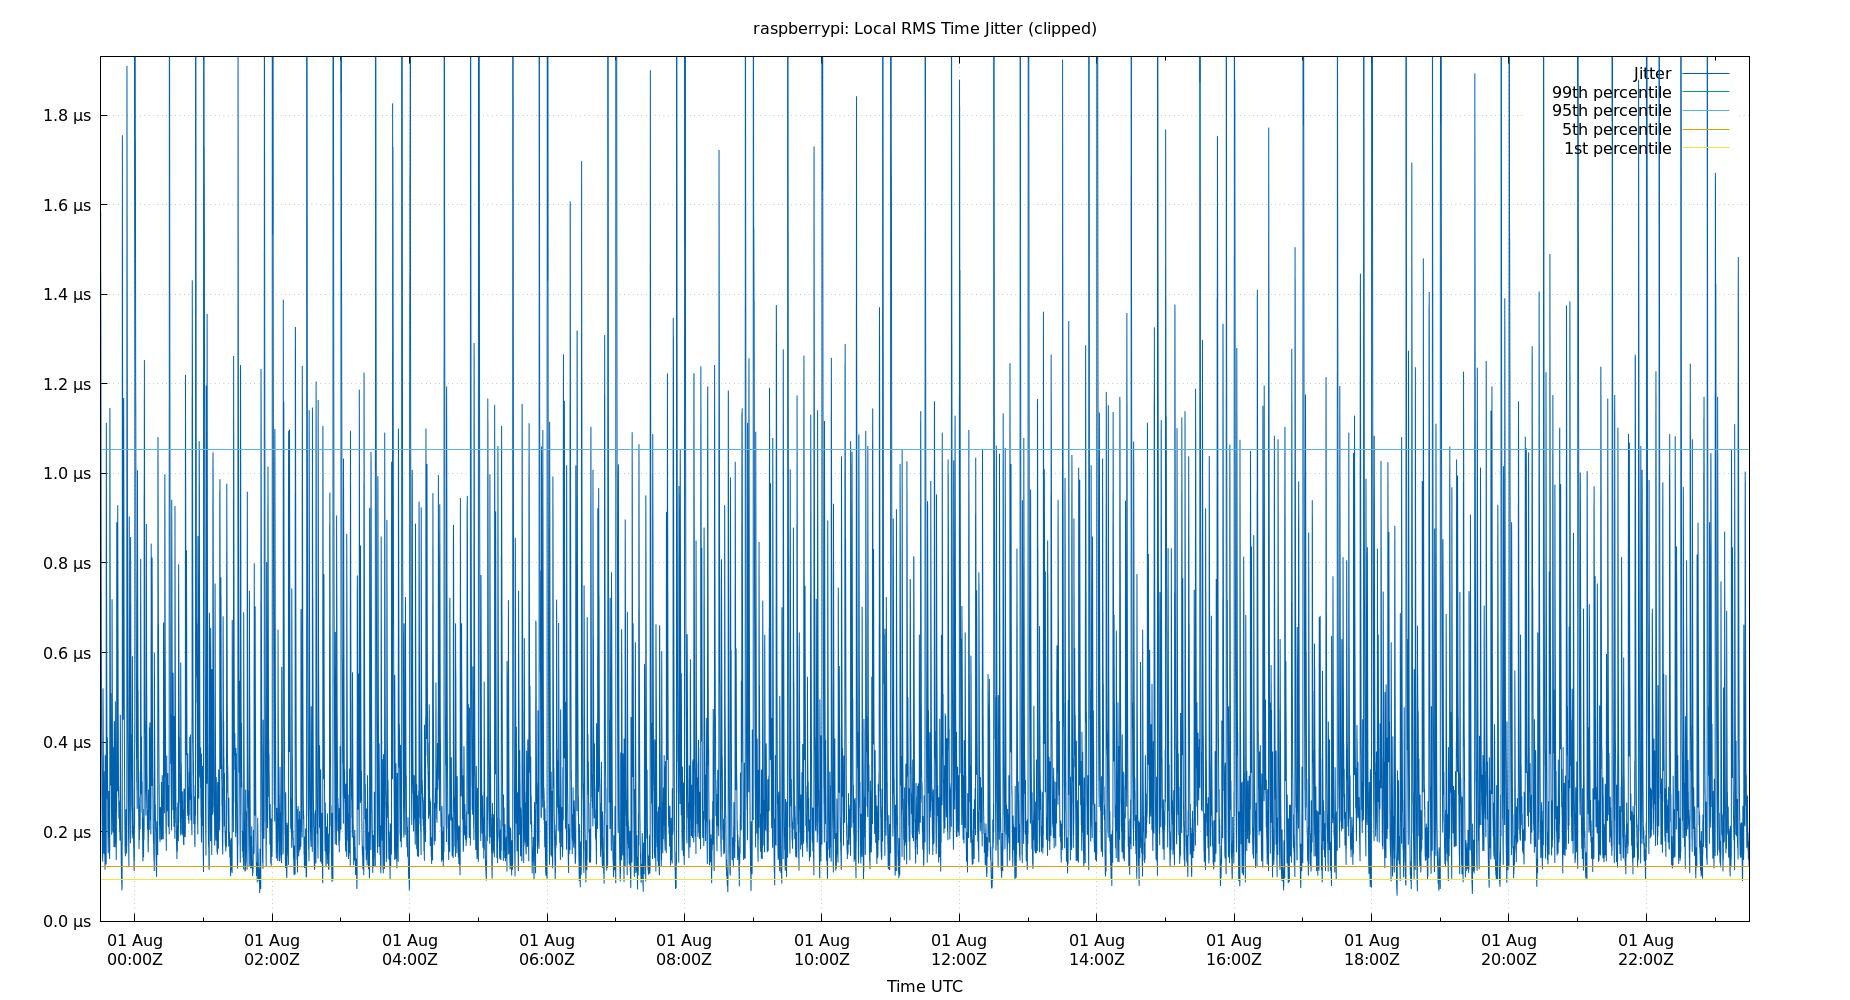 raspberrypi: Local RMS Time Jitter (clipped)
Jitter
99th percentile
95th percentile
5th percentile
1st percentile
1.8 μs
1.6 μs
1.4 μs
1.2 μs
1.0 μs
0.8 μs
0.6 μs
0.4 μs
0.2 μs
0.0 μs
01 Aug 01 Aug 01 Aug 01 Aug 01 Aug 01 Aug 01 Aug 01 Aug 01 Aug 01 Aug 01 Aug 01 Aug
00:00Z 02:00Z 04:00Z 06:00Z 08:00Z 10:00Z 12:00Z 14:00Z 16:00Z 18:00Z 20:00Z 22:00Z
Time UTC